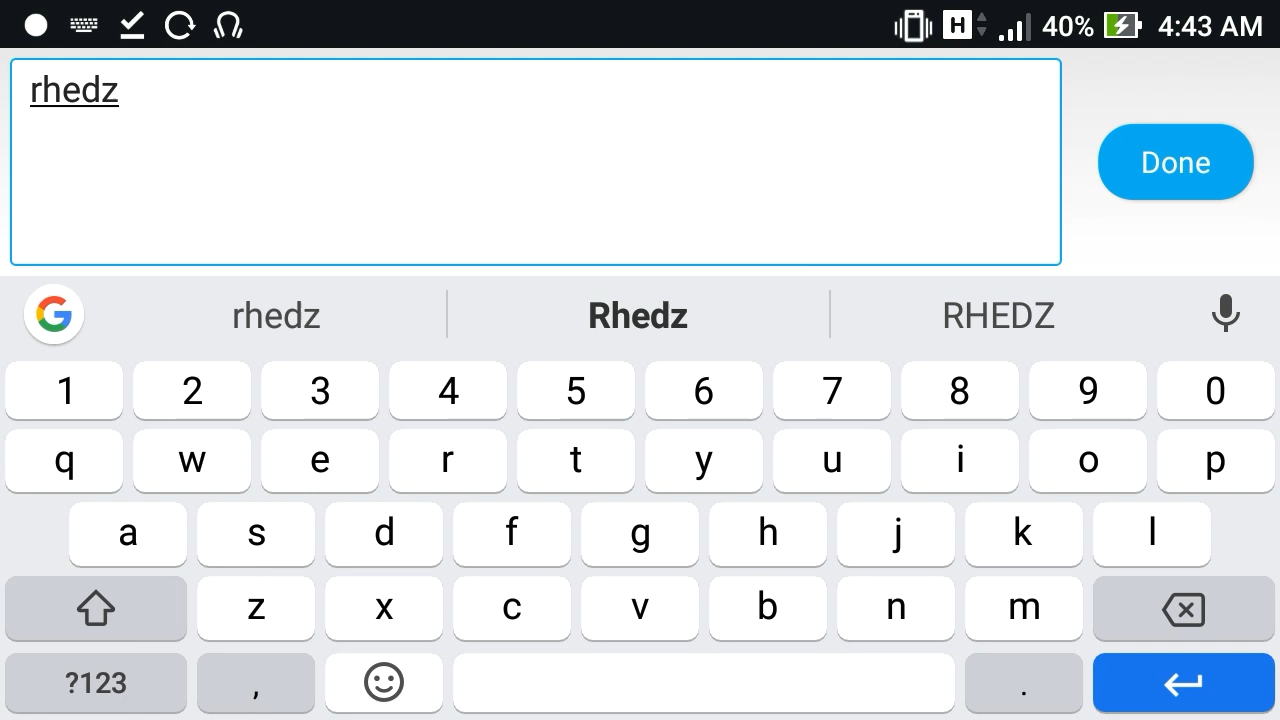 H 40% 4:43 AM
rhedz
Done
G rhedz Rhedz RHEDZ
1 2 3 4 5 6 7 8 9 0
q w e r t y u i o p
a s d f g h j k l
z x c v b n m
?123 , .